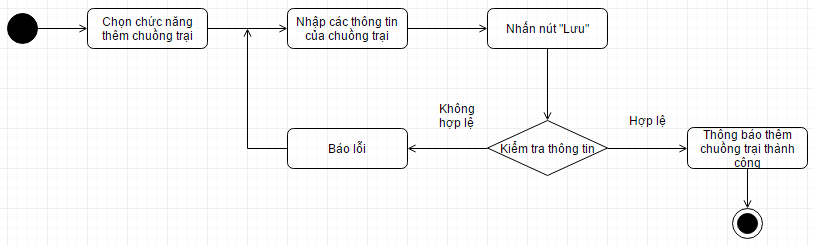 Chọn chức năng
thêm chuồng trại
Nhập các thông tin
của chuồng trại
Nhấn nút "Lưu"
Không
hợp lệ
Hợp lệ
Báo lỗi
Kiểm tra thông tin
Thông báo thêm
chuồng trại thành
công